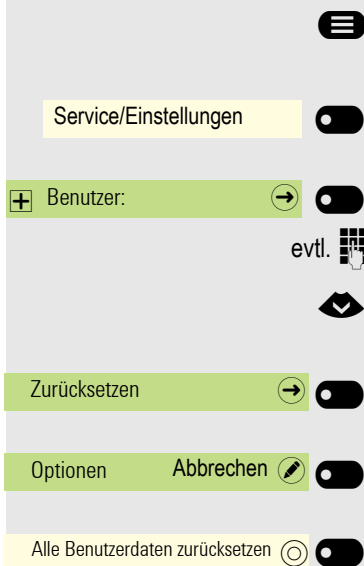 Service/Einstellungen
Benutzer:
evtl.
Zurücksetzen
Optionen Abbrechen
Alle Benutzerdaten zurücksetzen